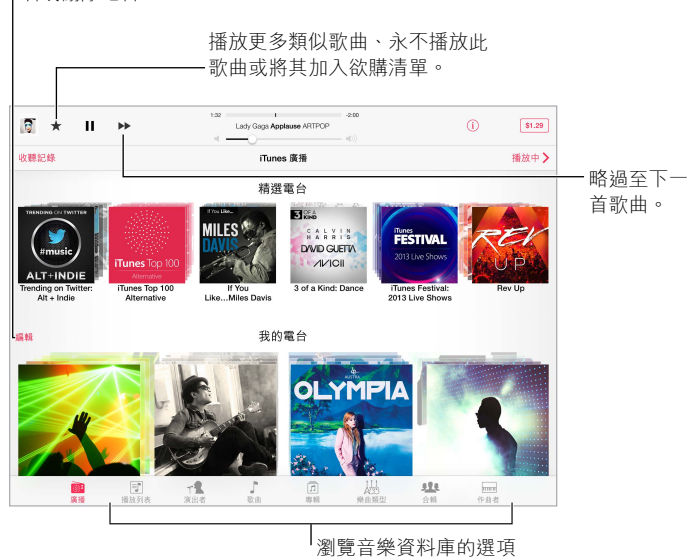 播放更多類似歌曲、永不播放此
歌曲或將其加入欲購清單。
1:32
-2:00
Lady Gaga Applause ARTPOP
$1.29
收聽記錄
iTunes 廣播
播放中
略過至下一
首歌曲。
精選電台
TRENDING ON TWITTER
#music
ALT+INDIE
iTunes Top 100
Alternative
If You Like...
MILES
DAVIS
3 OF A
KIND
CALVIN
HARRIS
DAVID GUETTA
AVICII
iTunes
FESTIVAL
2013 Live Shows
REV
UP
Trending on Twitter:
Alt + Indie
iTunes Top 100
Alternative
If You
Like…Miles Davis
3 of a Kind: Dance
iTunes Festival:
2013 Live Shows
Rev Up
編輯
我的電台
AUSTRA
OLYMPIA
廣播
播放列表
演出者
歌曲
專輯
樂曲類型
合輯
作曲者
瀏覽音樂資料庫的選項